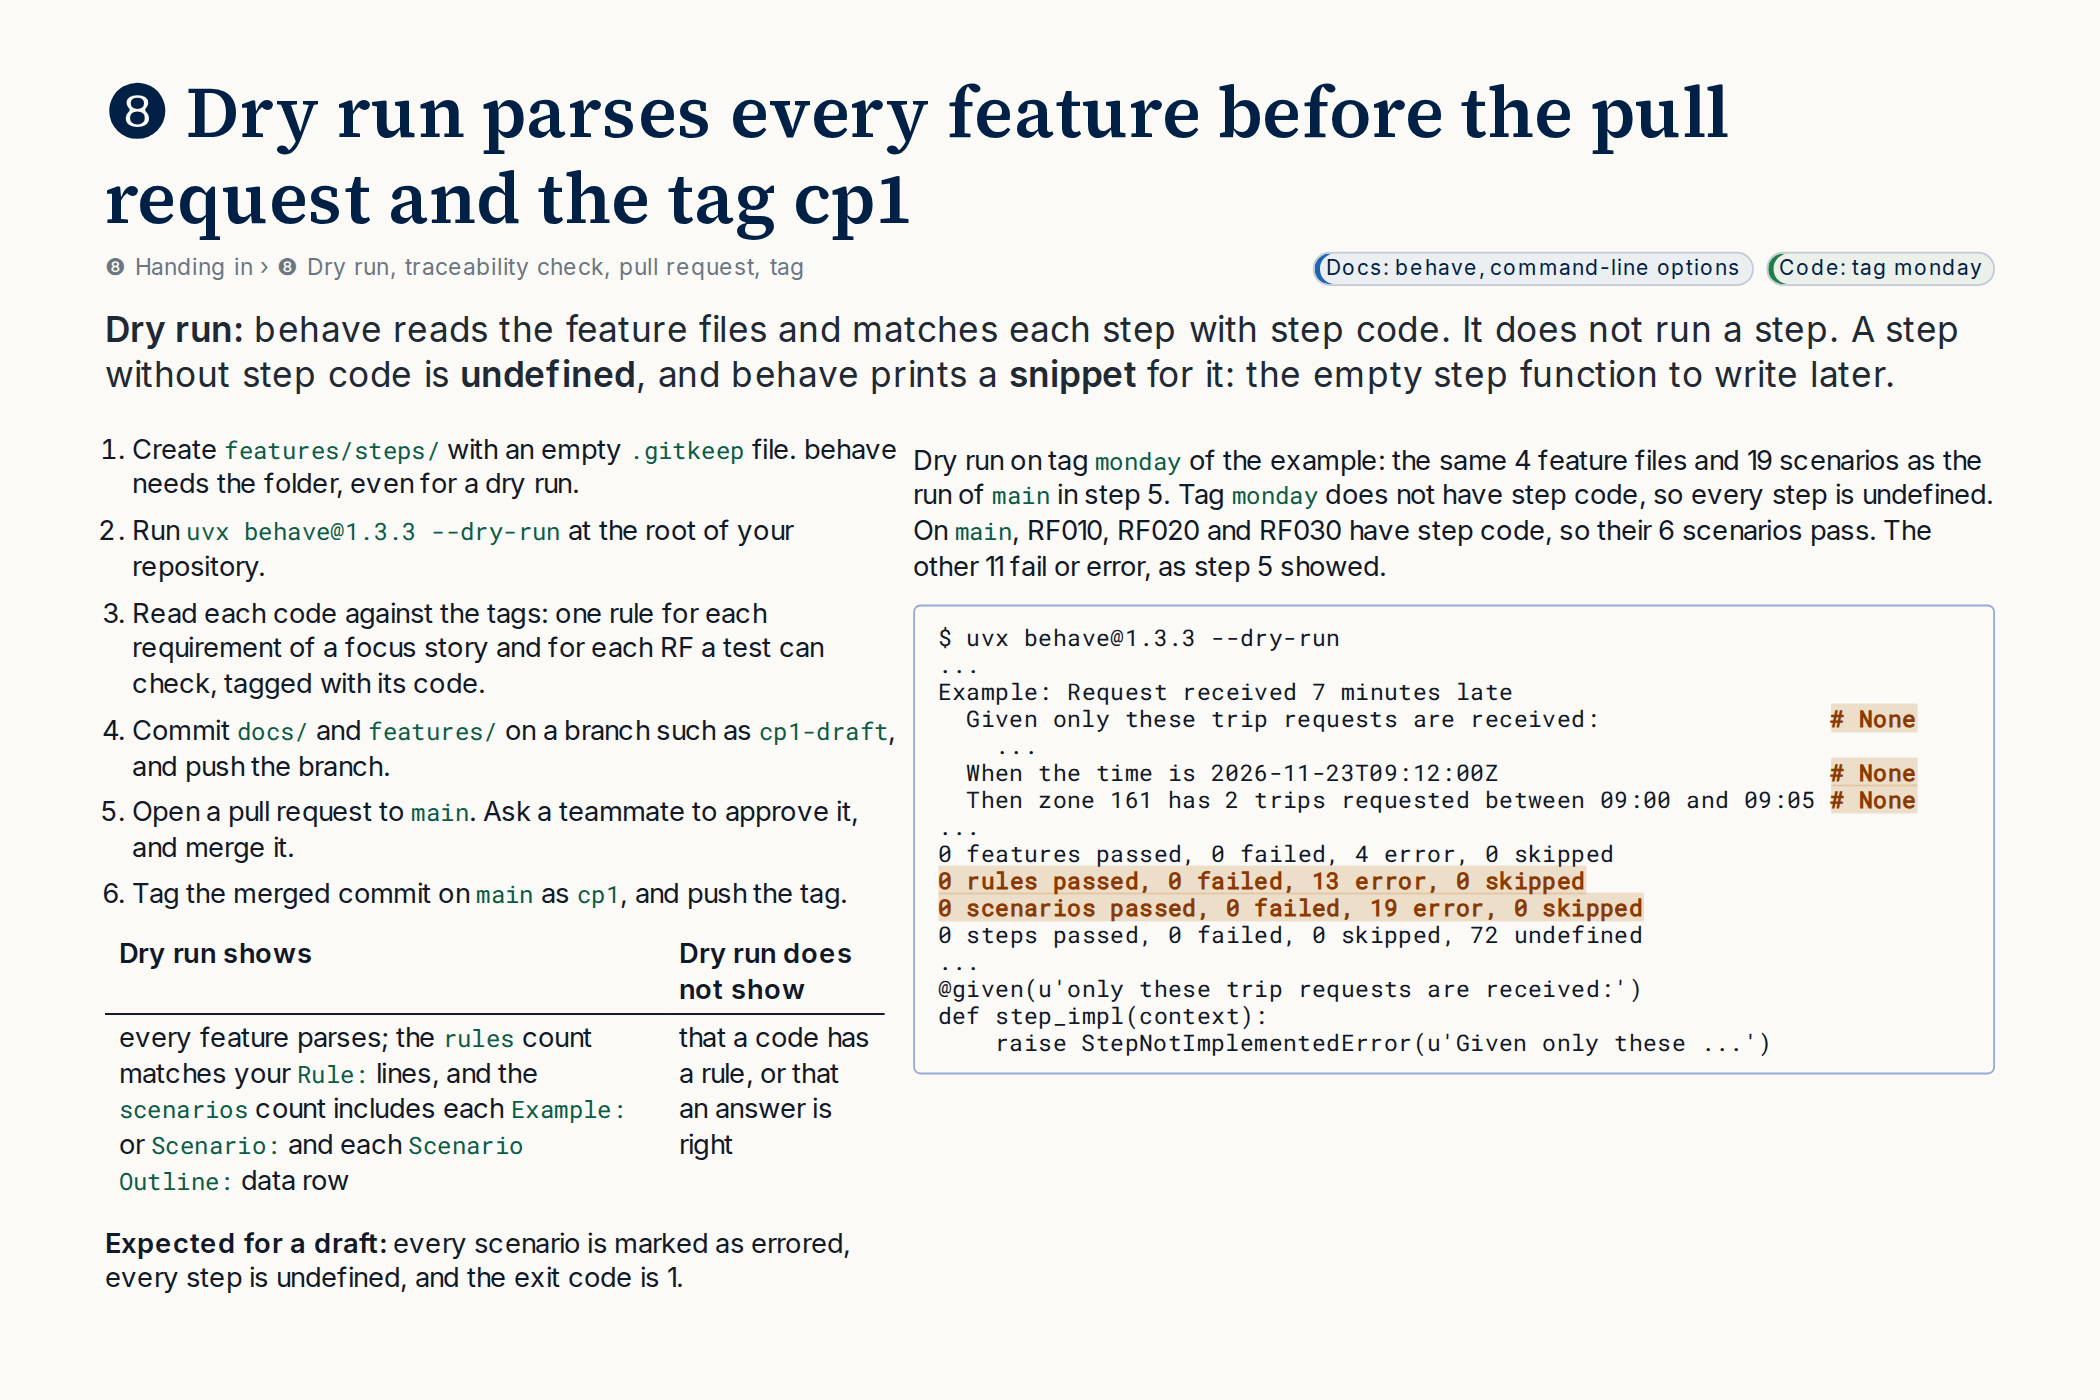 ❽ Dry run parses every feature before the pull
request and the tag cp1
❽ Handing in › ❽ Dry run, traceability check, pull request, tag
Docs: behave, command-line options
Code: tag monday
Dry run: behave reads the feature files and matches each step with step code. It does not run a step. A step
without step code is undefined, and behave prints a snippet for it: the empty step function to write later.
1. Create features/steps/ with an empty .gitkeep file. behave
needs the folder, even for a dry run.
2. Run uvx behave@1.3.3 --dry-run at the root of your
repository.
3. Read each code against the tags: one rule for each
requirement of a focus story and for each RF a test can
check, tagged with its code.
4. Commit docs/ and features/ on a branch such as cp1-draft,
and push the branch.
5. Open a pull request to main. Ask a teammate to approve it,
and merge it.
6. Tag the merged commit on main as cp1, and push the tag.
Dry run shows
Dry run does
not show
every feature parses; the rules count
matches your Rule: lines, and the
scenarios count includes each Example:
or Scenario: and each Scenario
Outline: data row
that a code has
a rule, or that
an answer is
right
Expected for a draft: every scenario is marked as errored,
every step is undefined, and the exit code is 1.
Dry run on tag monday of the example: the same 4 feature files and 19 scenarios as the
run of main in step 5. Tag monday does not have step code, so every step is undefined.
On main, RF010, RF020 and RF030 have step code, so their 6 scenarios pass. The
other 11 fail or error, as step 5 showed.
$ uvx behave@1.3.3 --dry-run
...
Example: Request received 7 minutes late
  Given only these trip requests are received: # None
    ...
  When the time is 2026-11-23T09:12:00Z # None
  Then zone 161 has 2 trips requested between 09:00 and 09:05 # None
...
0 features passed, 0 failed, 4 error, 0 skipped
0 rules passed, 0 failed, 13 error, 0 skipped
0 scenarios passed, 0 failed, 19 error, 0 skipped
0 steps passed, 0 failed, 0 skipped, 72 undefined
...
@given(u'only these trip requests are received:')
def step_impl(context):
    raise StepNotImplementedError(u'Given only these ...')